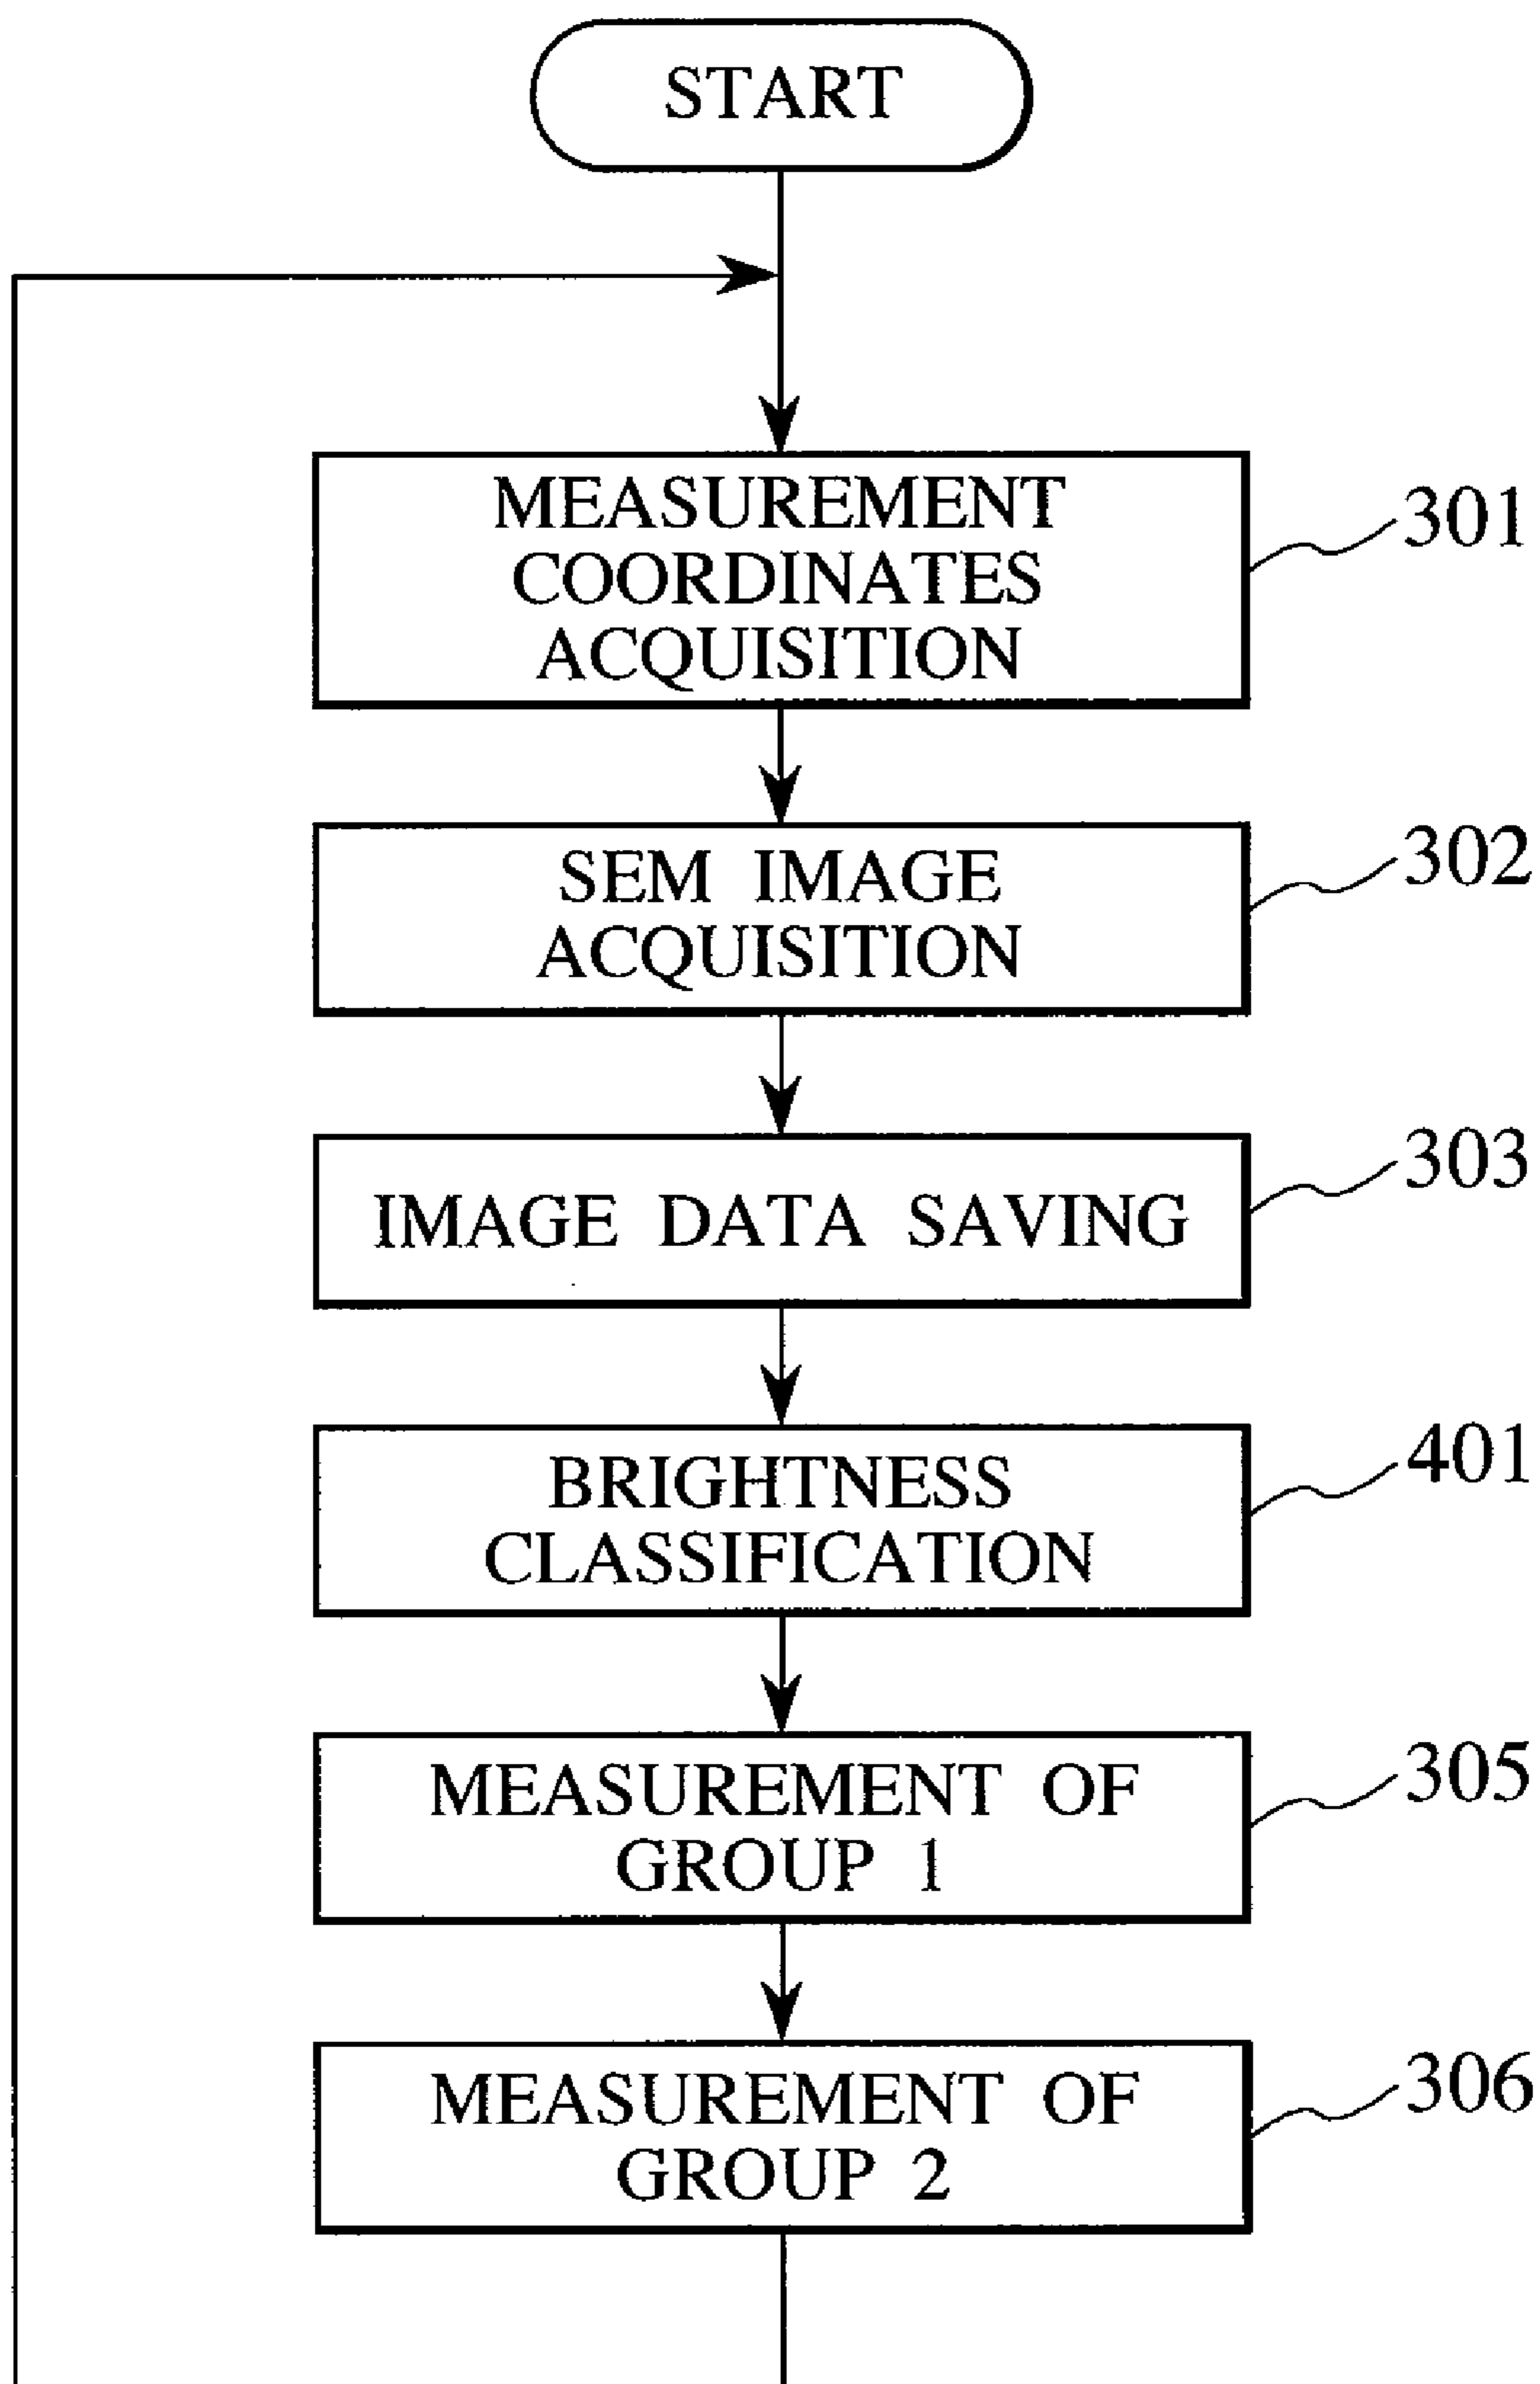 START
MEASUREMENT
COORDINATES
ACQUISITION
301
SEM IMAGE
ACQUISITION
302
IMAGE DATA SAVING
303
BRIGHTNESS
CLASSIFICATION
401
MEASUREMENT OF
GROUP 1
305
MEASUREMENT OF
GROUP 2
306